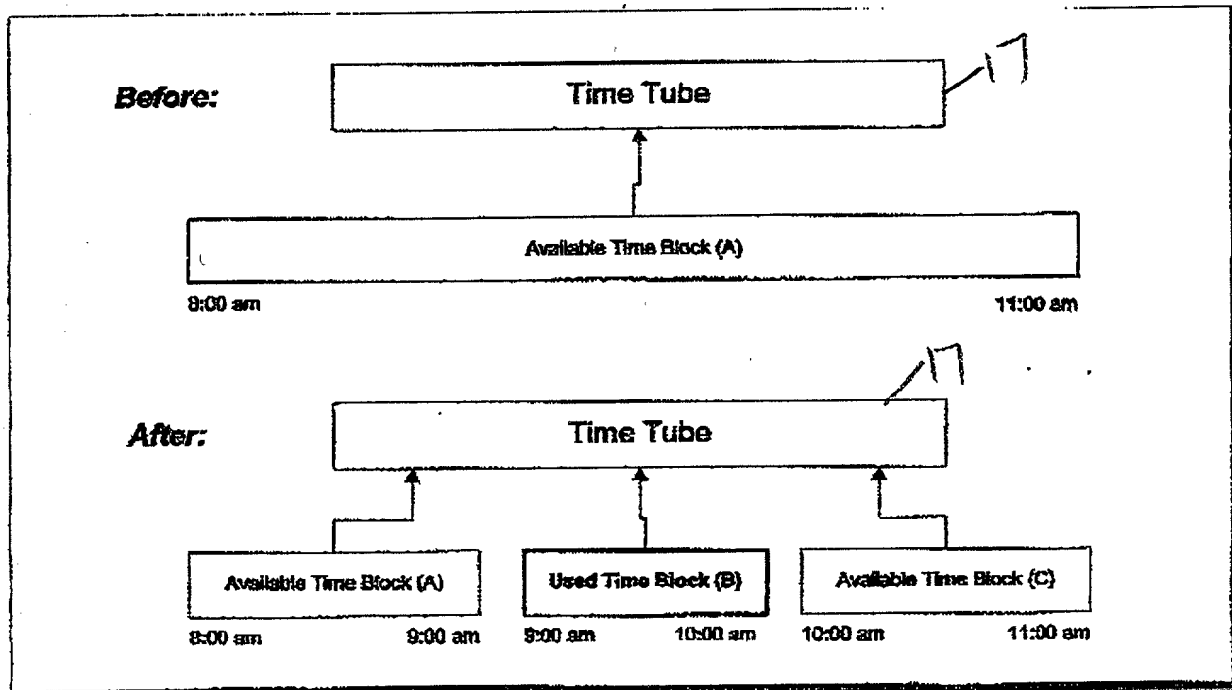 Before:
Time Tube
17
Available Time Block (A)
8:00 am 11:00 am
After:
Time Tube
17
Available Time Block (A) Used Time Block (B) Available Time Block (C)
8:00 am 9:00 am 9:00 am 10:00 am 10:00 am 11:00 am